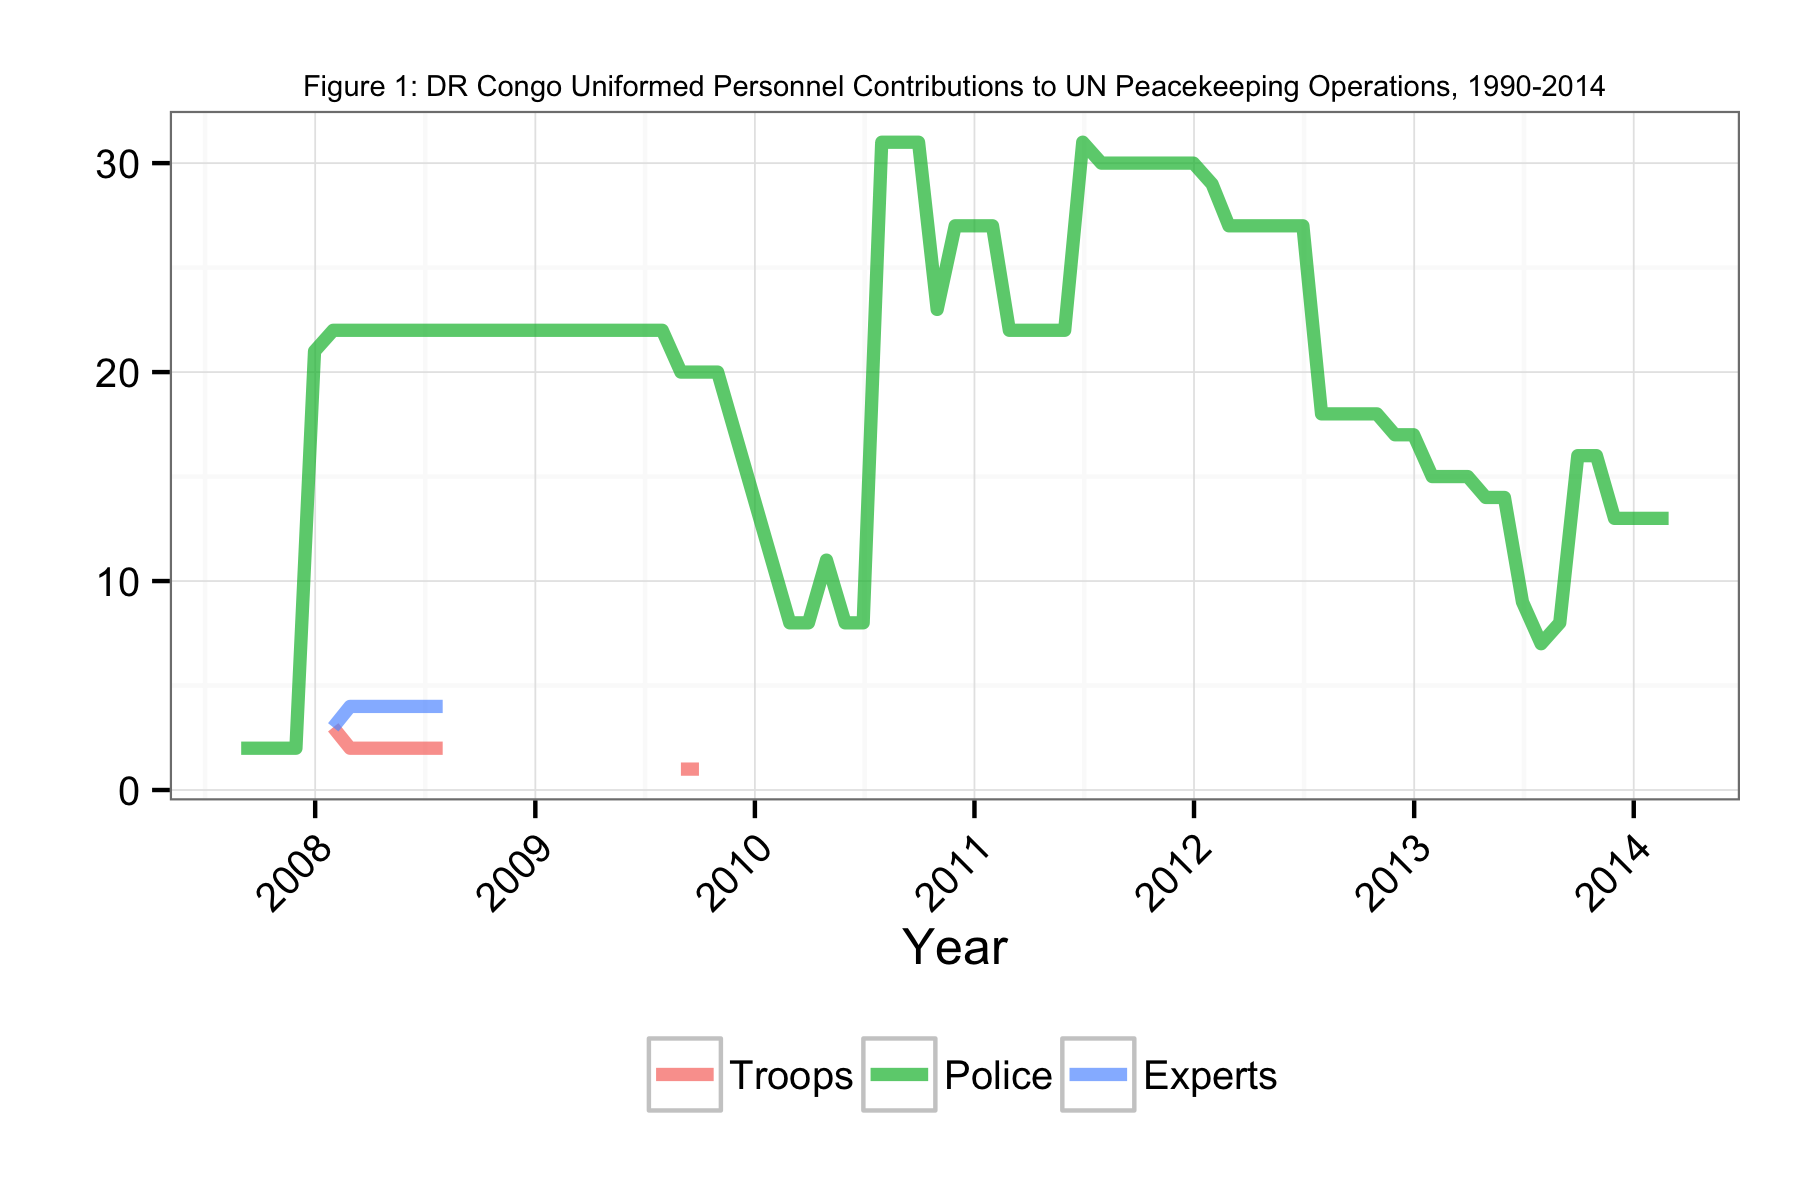 Figure 1: DR Congo Uniformed Personnel Contributions to UN Peacekeeping Operations, 1990-2014
30
20
10
0
2008 2009 2010 2011 2012 2013 2014
Year
Troops Police Experts